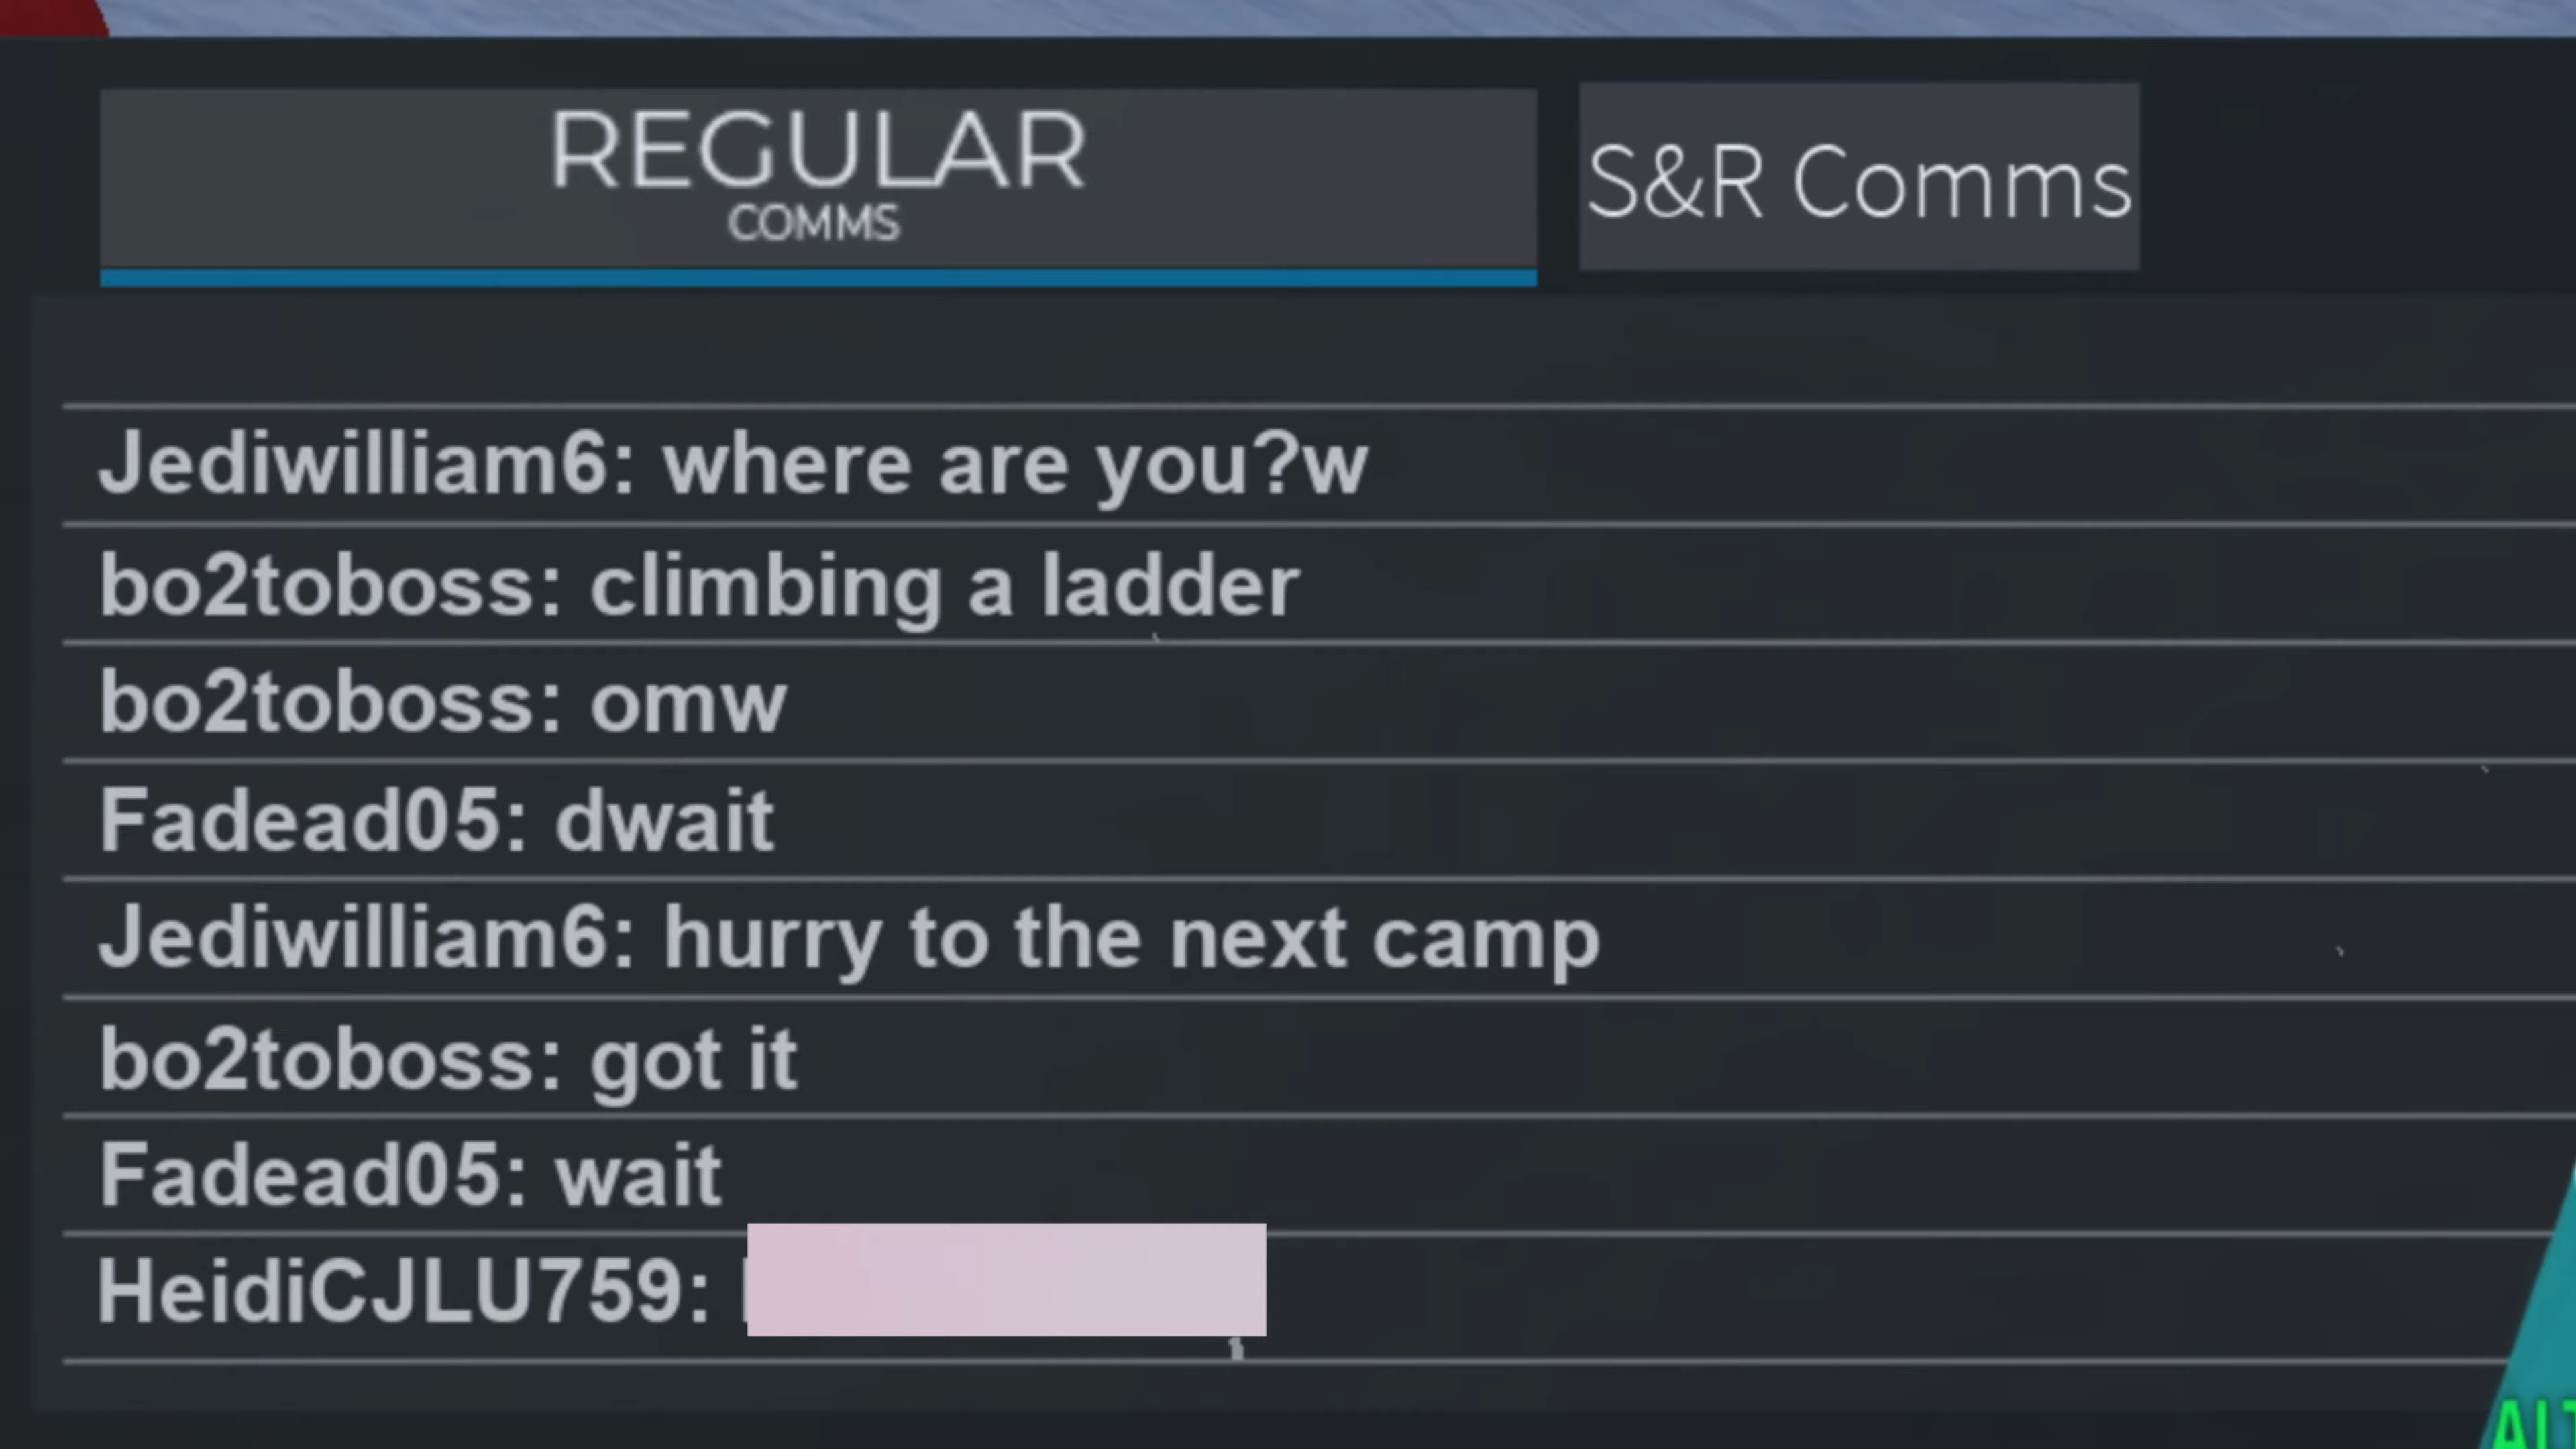 REGULAR
COMMS
S&R Comms
Jediwilliam6: where are you?w
bo2toboss: climbing a ladder
bo2toboss: omw
Fadead05: dwait
Jediwilliam6: hurry to the next camp
bo2toboss: got it
Fadead05: wait
HeidiCJLU759: